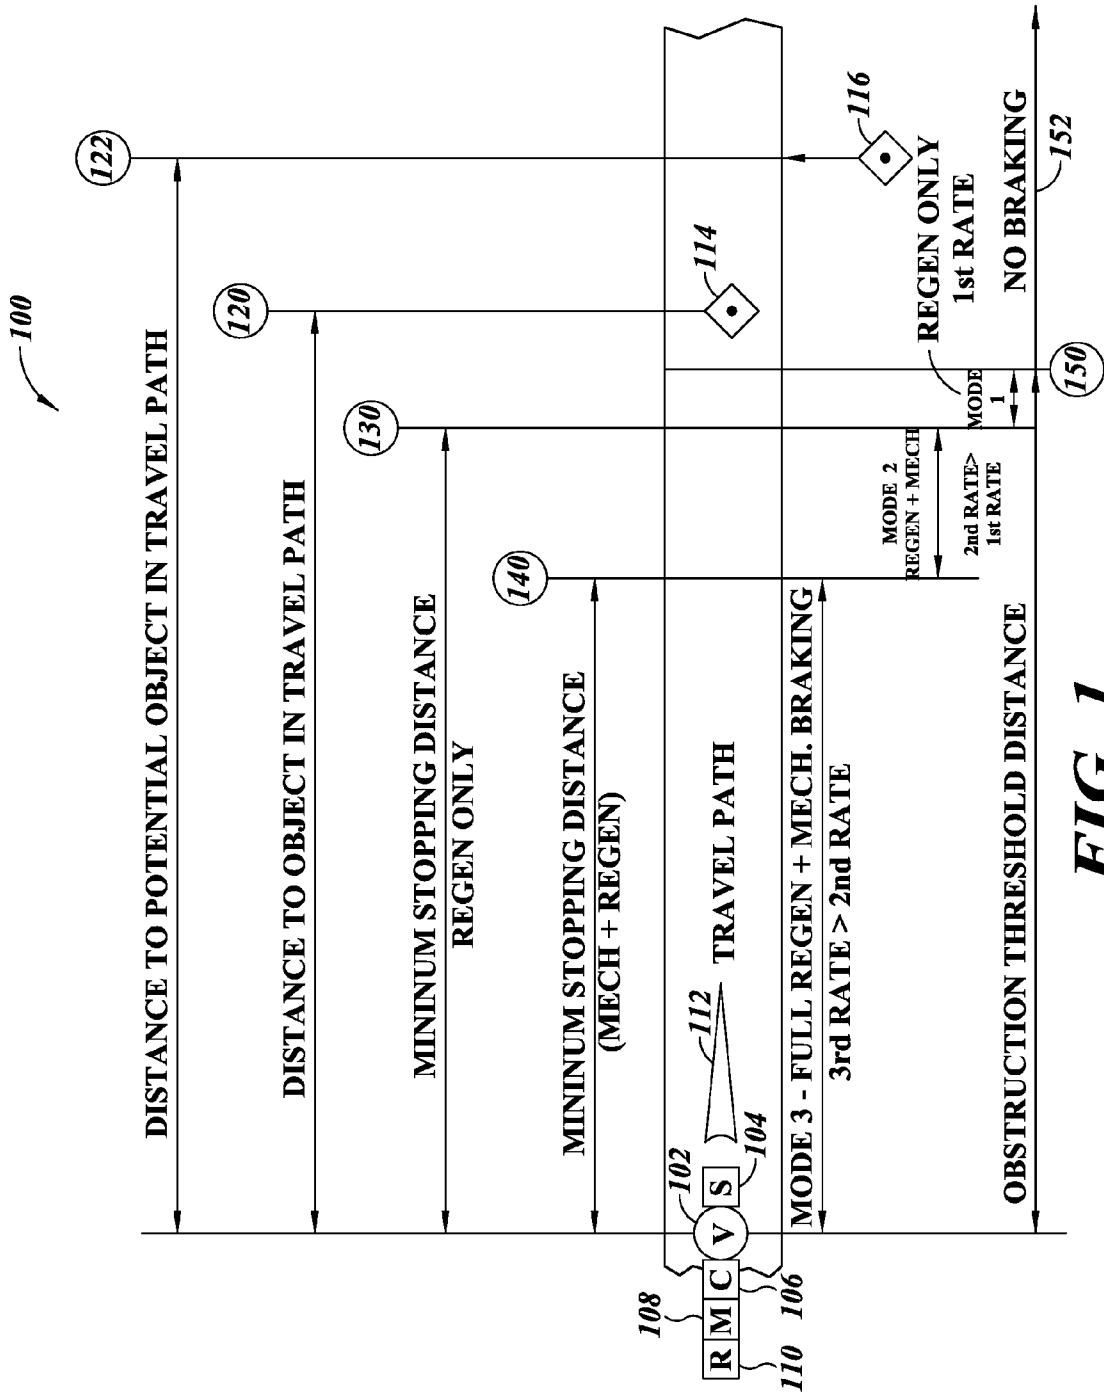 100
122
DISTANCE TO POTENTIAL OBJECT IN TRAVEL PATH
120
DISTANCE TO OBJECT IN TRAVEL PATH
130
MININUM STOPPING DISTANCE
REGEN ONLY
140
MININUM STOPPING DISTANCE
(MECH + REGEN)
108
R
M
C
V
S
110
106
102
104
112
TRAVEL PATH
114
116
MODE 3 - FULL REGEN + MECH. BRAKING
3rd RATE > 2nd RATE
MODE 2
REGEN + MECH
2nd RATE>
1st RATE
MODE
1
REGEN ONLY
1st RATE
OBSTRUCTION THRESHOLD DISTANCE
150
NO BRAKING
152
FIG. 1